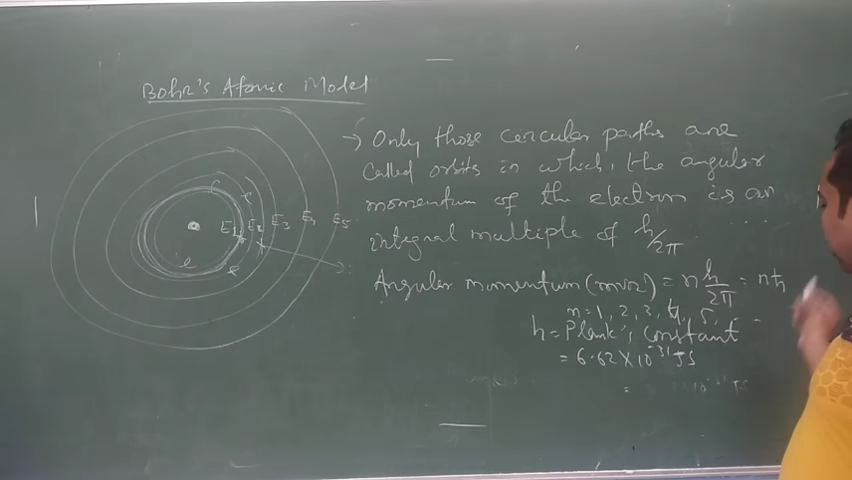 Bohr's Atomic Model
→ Only those circular paths are
called orbits in which, the angular
momentum of the electron is an
integral multiple of h/2π
E1 E2 E3 E4 E5
e
e
e
e
Angular momentum (mvr) = n h/2π = nħ
n = 1, 2, 3, 4, 5, - -
h = Plank's constant
= 6.62 × 10⁻³¹ JS